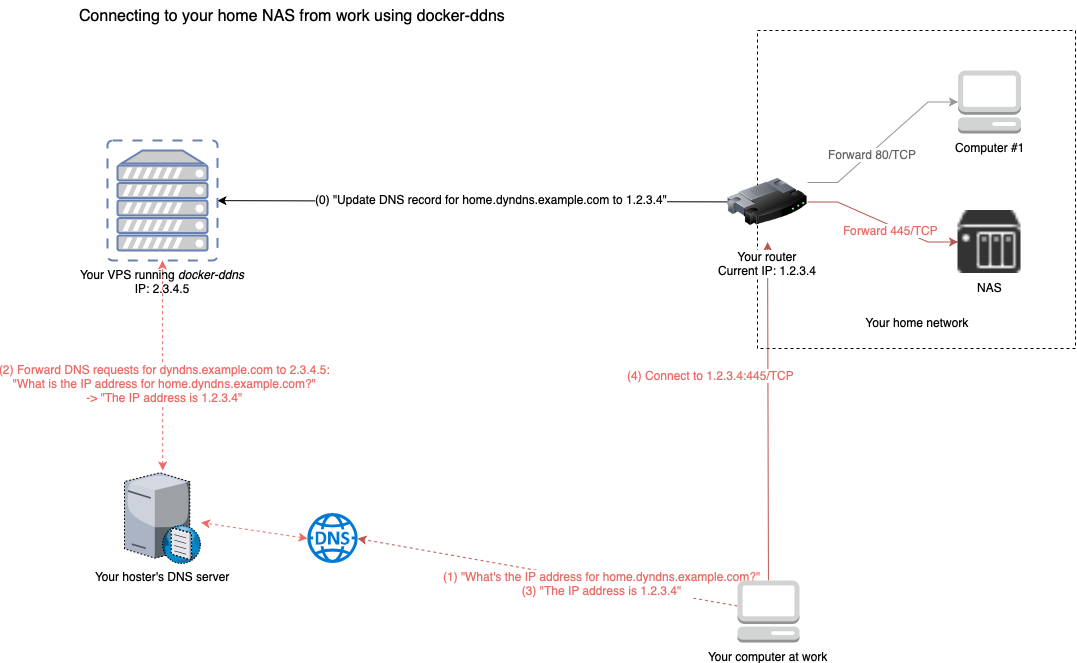 Connecting to your home NAS from work using docker-ddns
Computer #1
Forward 80/TCP
(0) "Update DNS record for home.dyndns.example.com to 1.2.3.4"
Forward 445/TCP
Your router
Current IP: 1.2.3.4
NAS
Your VPS running docker-ddns
IP: 2.3.4.5
Your home network
(2) Forward DNS requests for dyndns.example.com to 2.3.4.5:
"What is the IP address for home.dyndns.example.com?"
-> "The IP address is 1.2.3.4"
(4) Connect to 1.2.3.4:445/TCP
DNS
Your hoster's DNS server
(1) "What's the IP address for home.dyndns.example.com?"
(3) "The IP address is 1.2.3.4"
Your computer at work